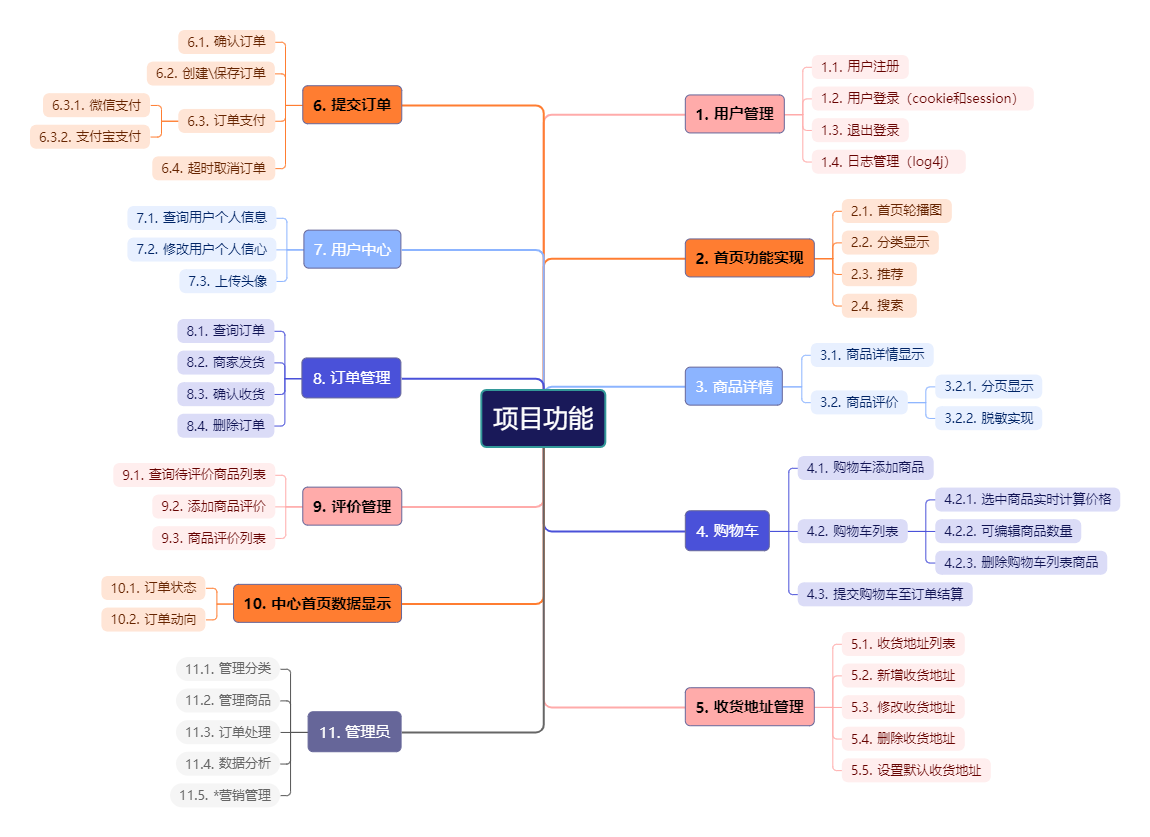 项目功能
1. 用户管理
1.1. 用户注册
1.2. 用户登录（cookie和session）
1.3. 退出登录
1.4. 日志管理（log4j）
2. 首页功能实现
2.1. 首页轮播图
2.2. 分类显示
2.3. 推荐
2.4. 搜索
3. 商品详情
3.1. 商品详情显示
3.2. 商品评价
3.2.1. 分页显示
3.2.2. 脱敏实现
4. 购物车
4.1. 购物车添加商品
4.2. 购物车列表
4.2.1. 选中商品实时计算价格
4.2.2. 可编辑商品数量
4.2.3. 删除购物车列表商品
4.3. 提交购物车至订单结算
5. 收货地址管理
5.1. 收货地址列表
5.2. 新增收货地址
5.3. 修改收货地址
5.4. 删除收货地址
5.5. 设置默认收货地址
6. 提交订单
6.1. 确认订单
6.2. 创建\保存订单
6.3. 订单支付
6.3.1. 微信支付
6.3.2. 支付宝支付
6.4. 超时取消订单
7. 用户中心
7.1. 查询用户个人信息
7.2. 修改用户个人信心
7.3. 上传头像
8. 订单管理
8.1. 查询订单
8.2. 商家发货
8.3. 确认收货
8.4. 删除订单
9. 评价管理
9.1. 查询待评价商品列表
9.2. 添加商品评价
9.3. 商品评价列表
10. 中心首页数据显示
10.1. 订单状态
10.2. 订单动向
11. 管理员
11.1. 管理分类
11.2. 管理商品
11.3. 订单处理
11.4. 数据分析
11.5. *营销管理